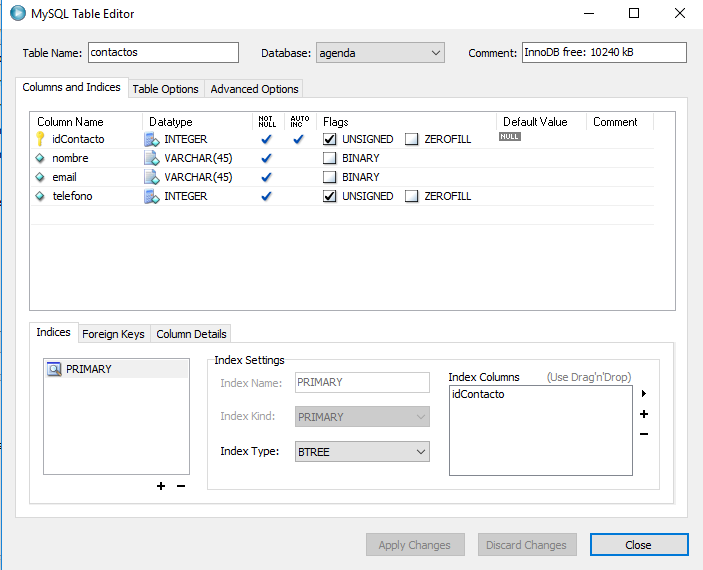 MySQL Table Editor
Table Name: contactos Database: agenda Comment: InnoDB free: 10240 kB
Columns and Indices Table Options Advanced Options
Column Name Datatype NOT NULL AUTO INC Flags Default Value Comment
idContacto INTEGER UNSIGNED ZEROFILL NULL
nombre VARCHAR(45) BINARY
email VARCHAR(45) BINARY
telefono INTEGER UNSIGNED ZEROFILL
Indices Foreign Keys Column Details
PRIMARY
Index Settings
Index Name: PRIMARY
Index Kind: PRIMARY
Index Type: BTREE
Index Columns (Use Drag'n'Drop)
idContacto
Apply Changes Discard Changes Close